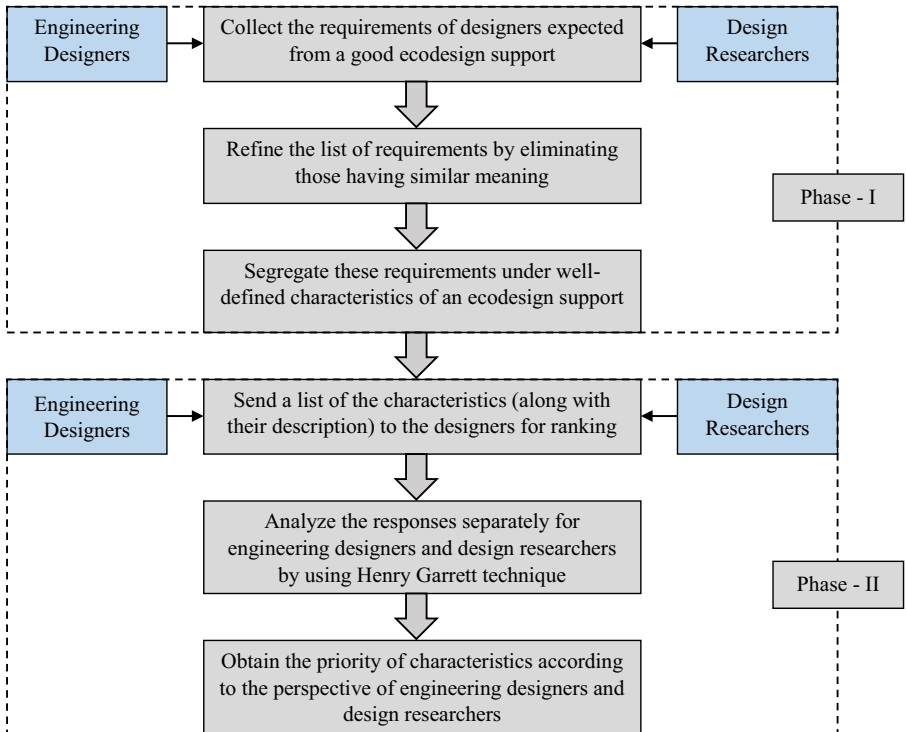 Engineering
Designers
Collect the requirements of designers expected
from a good ecodesign support
Design
Researchers
Refine the list of requirements by eliminating
those having similar meaning
Phase - I
Segregate these requirements under well-
defined characteristics of an ecodesign support
Engineering
Designers
Send a list of the characteristics (along with
their description) to the designers for ranking
Design
Researchers
Analyze the responses separately for
engineering designers and design researchers
by using Henry Garrett technique
Phase - II
Obtain the priority of characteristics according
to the perspective of engineering designers and
design researchers